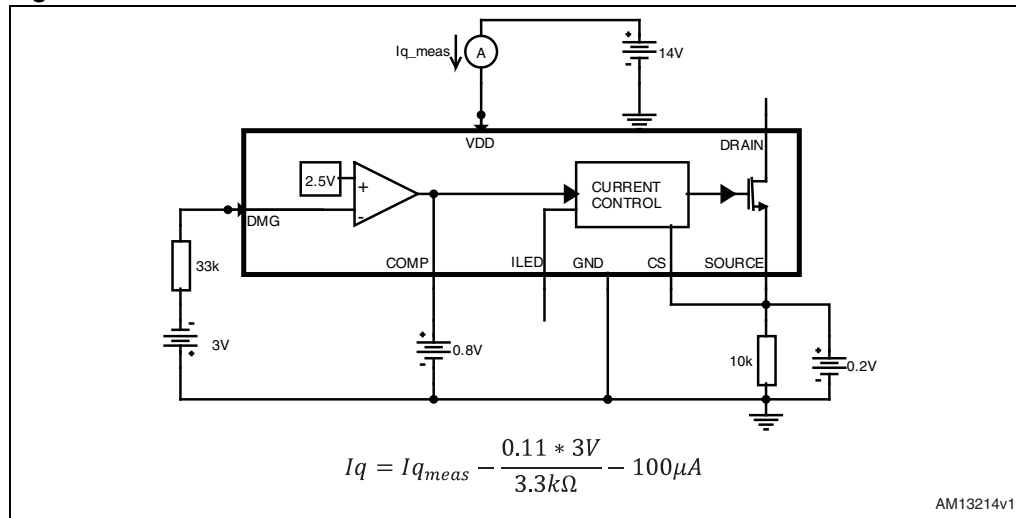 Iq_meas
A
+
-
14V
VDD
DRAIN
2.5V
+
-
CURRENT
CONTROL
DMG
COMP
ILED
GND
CS
SOURCE
33k
-
+
3V
+
-
0.8V
10k
+
-
0.2V
Iq = Iq_meas − 0.11 * 3V / 3.3kΩ − 100μA
AM13214v1